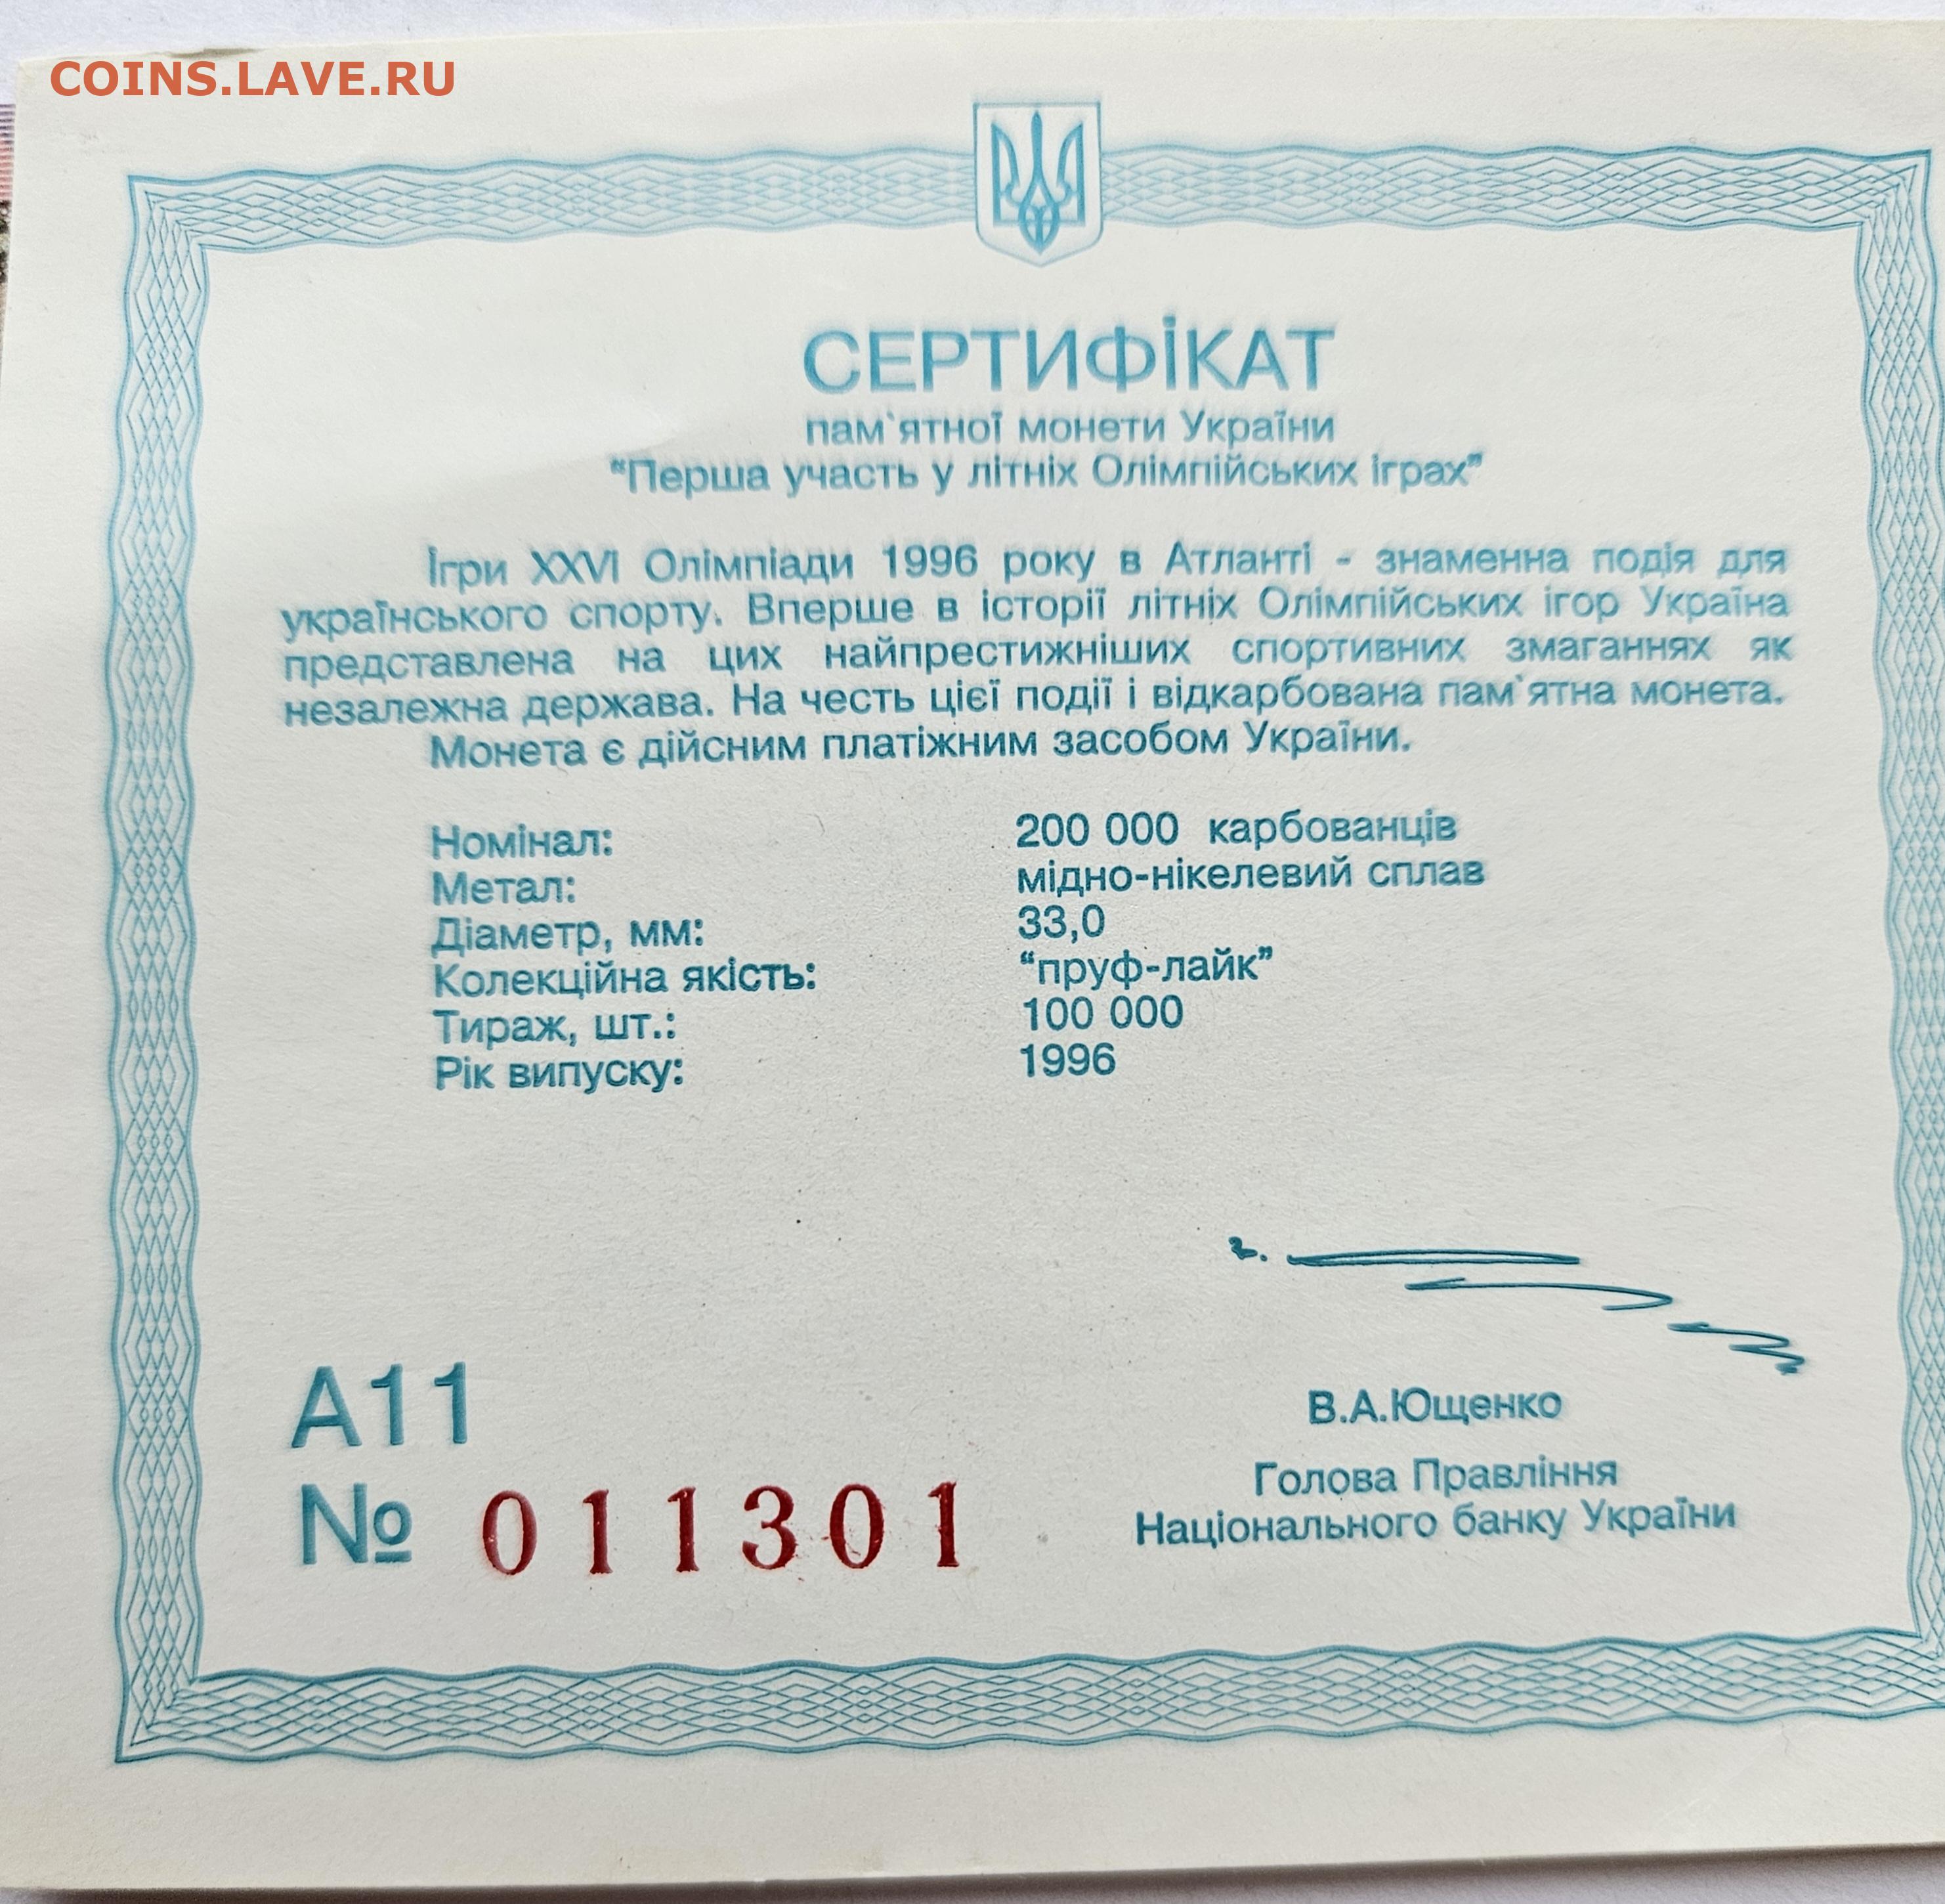 COINS.LAVE.RU
СЕРТИФІКАТ
пам`ятної монети України
“Перша участь у літніх Олімпійських іграх”
Ігри XXVI Олімпіади 1996 року в Атланті - знаменна подія для
українського спорту. Вперше в історії літніх Олімпійських ігор Україна
представлена на цих найпрестижніших спортивних змаганнях як
незалежна держава. На честь цієї події і відкарбована пам`ятна монета.
Монета є дійсним платіжним засобом України.
Номінал: 200 000 карбованців
Метал: мідно-нікелевий сплав
Діаметр, мм: 33,0
Колекційна якість: “пруф-лайк”
Тираж, шт.: 100 000
Рік випуску: 1996
А11
№ 011301
В.А.Ющенко
Голова Правління
Національного банку України